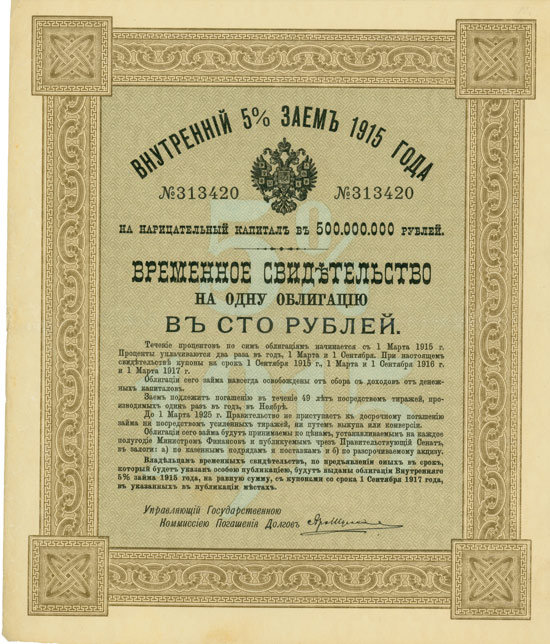 ВНУТРЕННІЙ 5% ЗАЕМЪ 1915 ГОДА
№313420 №313420
НА НАРИЦАТЕЛЬНЫЙ КАПИТАЛЪ ВЪ 500.000.000 РУБЛЕЙ.
5%
ВРЕМЕННОЕ СВИДѢТЕЛЬСТВО
НА ОДНУ ОБЛИГАЦІЮ
ВЪ СТО РУБЛЕЙ.
Теченіе процентовъ по симъ облигаціямъ начинается съ 1 Марта 1915 г.
Проценты уплачиваются два раза въ годъ, 1 Марта и 1 Сентября. При настоящемъ
свидѣтельствѣ купоны на срокъ 1 Сентября 1915 г., 1 Марта и 1 Сентября 1916 г.
и 1 Марта 1917 г.
Облигаціи сего займа навсегда освобождены отъ сбора съ доходовъ отъ денеж-
ныхъ капиталовъ.
Заемъ подлежитъ погашенію въ теченіе 49 лѣтъ посредствомъ тиражей, про-
изводимыхъ одинъ разъ въ годъ, въ Ноябрѣ.
До 1 Марта 1925 г. Правительство не приступаетъ къ досрочному погашенію
займа ни посредствомъ усиленныхъ тиражей, ни путемъ выкупа или конверсіи.
Облигаціи сего займа будутъ принимаемы по цѣнамъ, устанавливаемымъ на каждое
полугодіе Министромъ Финансовъ и публикуемымъ чрезъ Правительствующій Сенатъ,
въ залоги: а) по казеннымъ подрядамъ и поставкамъ и б) по разсрочиваемому акцизу.
Владѣльцамъ временныхъ свидѣтельствъ, по предъявленіи оныхъ въ срокъ,
который будетъ указанъ особою публикаціею, будутъ выданы облигаціи Внутренняго
5% займа 1915 года, на равную сумму, съ купонами со срока 1 Сентября 1917 года,
въ указанныхъ въ публикаціи мѣстахъ.
Управляющій Государственною
Коммиссіею Погашенія Долговъ